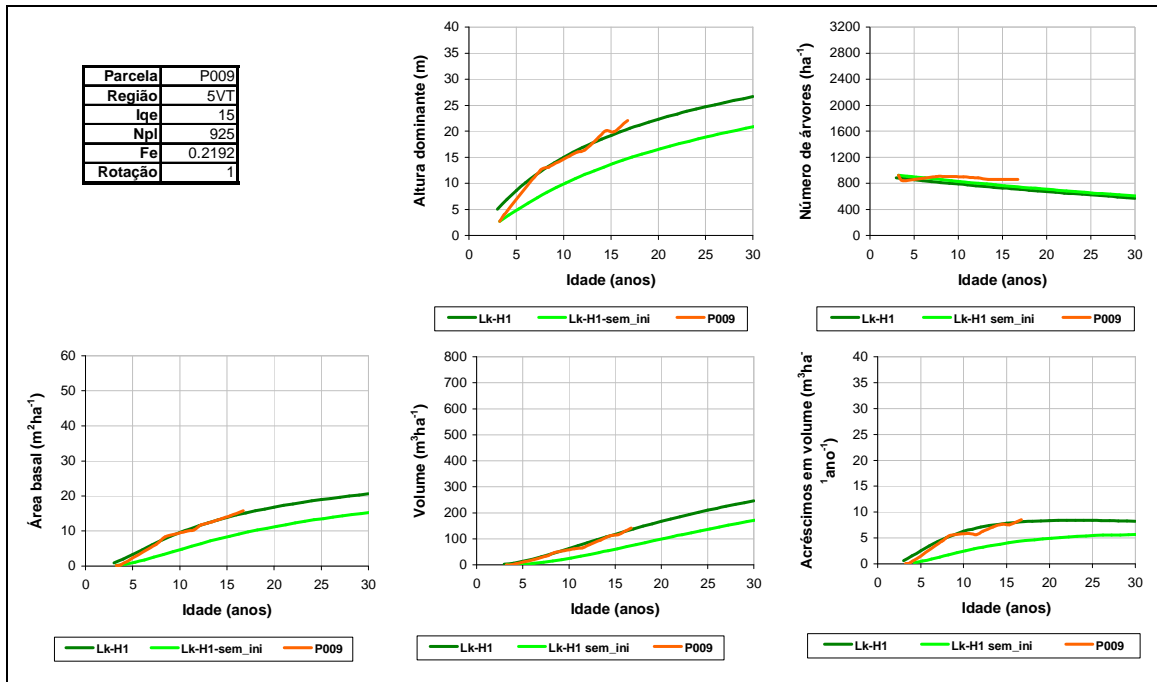 Parcela P009
Região 5VT
Iqe 15
Npl 925
Fe 0.2192
Rotação 1
Altura dominante (m)
40
35
30
25
20
15
10
5
0
0 5 10 15 20 25 30
Idade (anos)
Lk-H1 Lk-H1-sem_ini P009
Número de árvores (ha⁻¹)
3200
2800
2400
2000
1600
1200
800
400
0
0 5 10 15 20 25 30
Idade (anos)
Lk-H1 Lk-H1 sem_ini P009
Área basal (m²ha⁻¹)
60
50
40
30
20
10
0
0 5 10 15 20 25 30
Idade (anos)
Lk-H1 Lk-H1-sem_ini P009
Volume (m³ha⁻¹)
800
700
600
500
400
300
200
100
0
0 5 10 15 20 25 30
Idade (anos)
Lk-H1 Lk-H1 sem_ini P009
Acréscimos em volume (m³ha⁻
¹ano⁻¹)
40
35
30
25
20
15
10
5
0
0 5 10 15 20 25 30
Idade (anos)
Lk-H1 Lk-H1 sem_ini P009